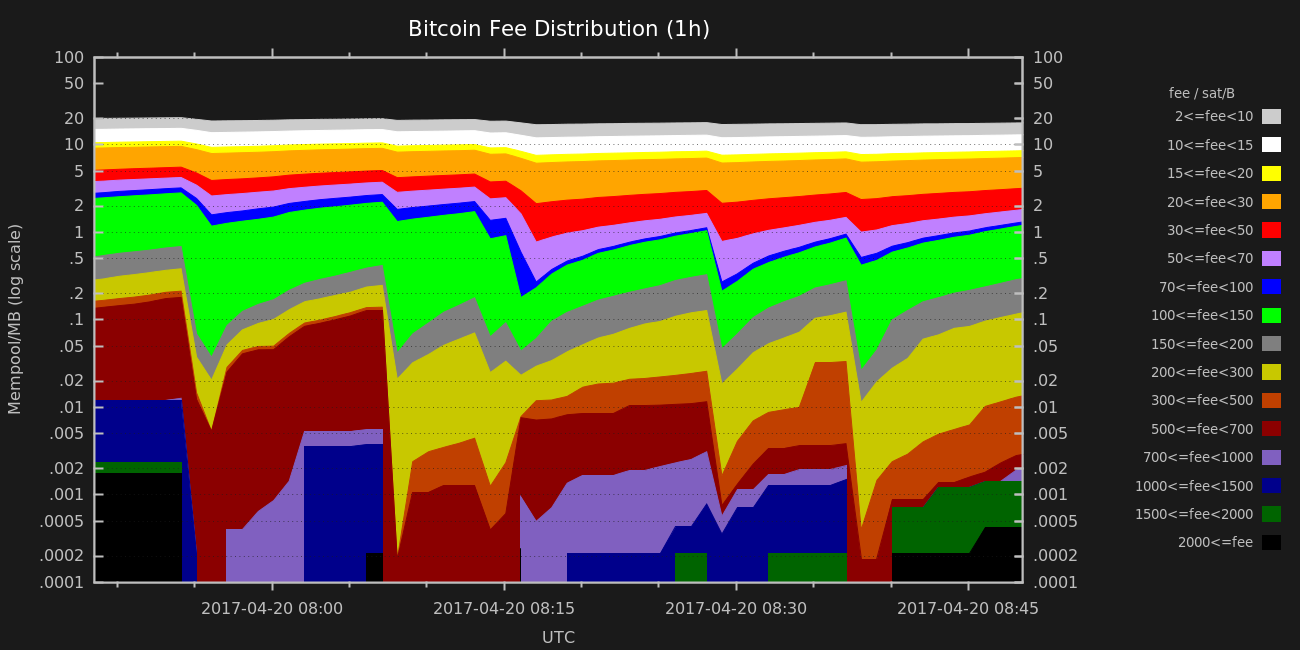 Bitcoin Fee Distribution (1h)
Mempool/MB (log scale)
100
50
20
10
5
2
1
.5
.2
.1
.05
.02
.01
.005
.002
.001
.0005
.0002
.0001
100
50
20
10
5
2
1
.5
.2
.1
.05
.02
.01
.005
.002
.001
.0005
.0002
.0001
2017-04-20 08:00
2017-04-20 08:15
2017-04-20 08:30
2017-04-20 08:45
UTC
fee / sat/B
2<=fee<10
10<=fee<15
15<=fee<20
20<=fee<30
30<=fee<50
50<=fee<70
70<=fee<100
100<=fee<150
150<=fee<200
200<=fee<300
300<=fee<500
500<=fee<700
700<=fee<1000
1000<=fee<1500
1500<=fee<2000
2000<=fee